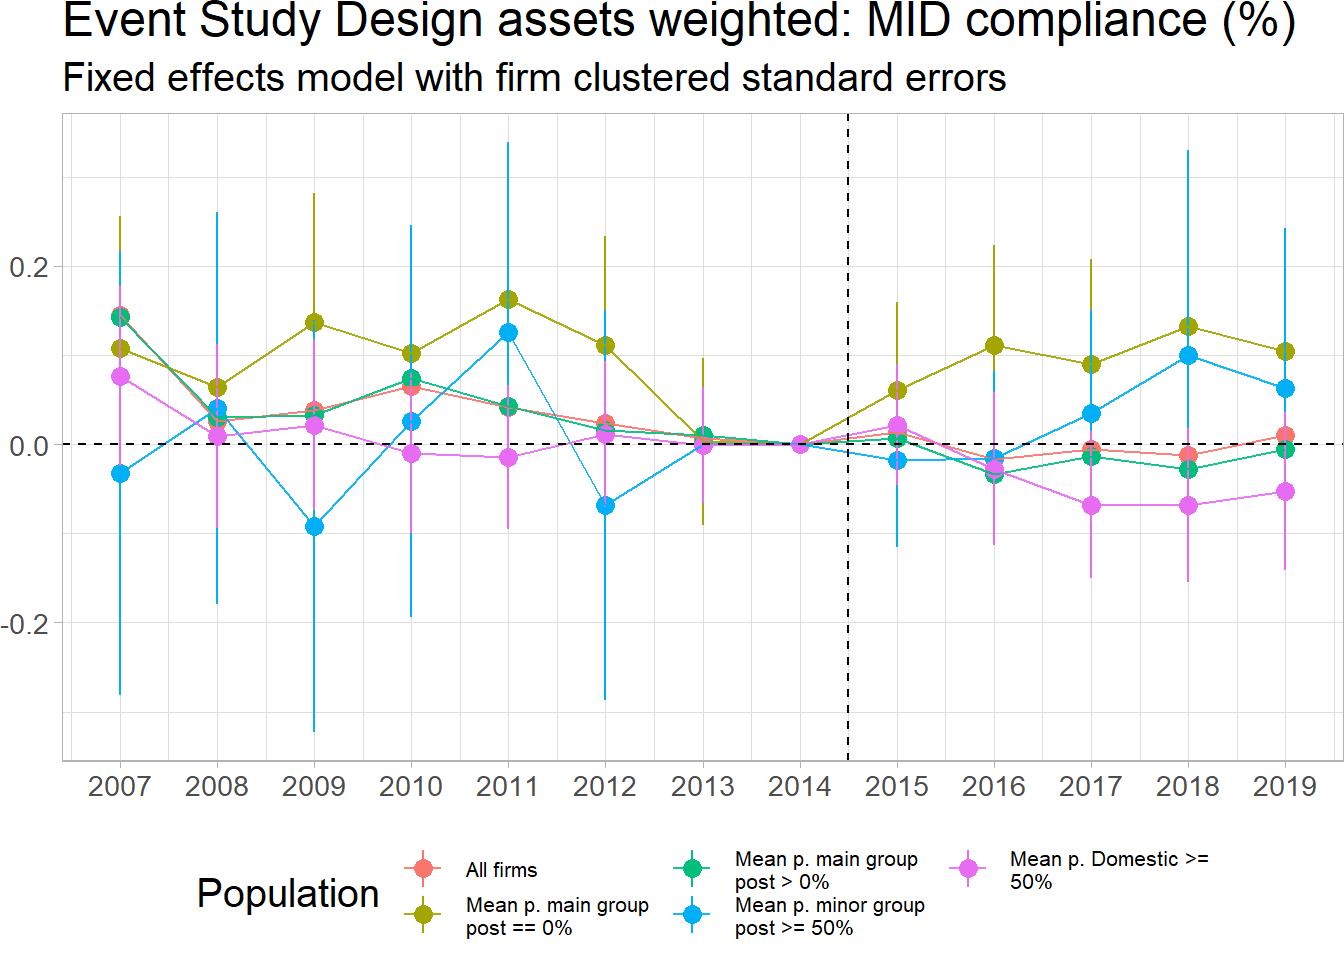 Event Study Design assets weighted: MID compliance (%)
Fixed effects model with firm clustered standard errors
0.2
0.0
-0.2
2007 2008 2009 2010 2011 2012 2013 2014 2015 2016 2017 2018 2019
Population
All firms
Mean p. main group
post == 0%
Mean p. main group
post > 0%
Mean p. minor group
post >= 50%
Mean p. Domestic >=
50%